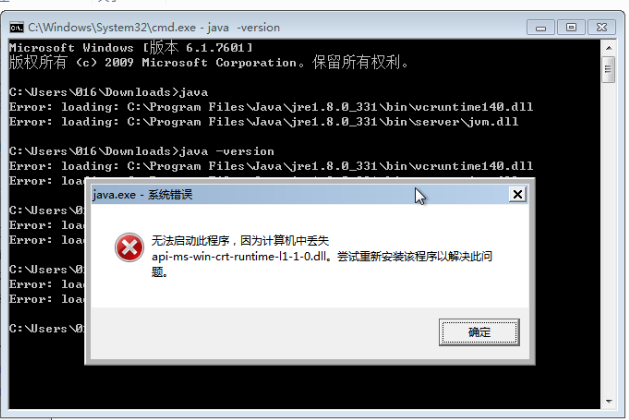 C:\Windows\System32\cmd.exe - java -version
Microsoft Windows [版本 6.1.7601]
版权所有 (c) 2009 Microsoft Corporation。保留所有权利。
C:\Users\016\Downloads>java
Error: loading: C:\Program Files\Java\jre1.8.0_331\bin\vcruntime140.dll
Error: loading: C:\Program Files\Java\jre1.8.0_331\bin\server\jvm.dll
C:\Users\016\Downloads>java -version
Error: loading: C:\Program Files\Java\jre1.8.0_331\bin\vcruntime140.dll
Error: loa
java.exe - 系统错误
C:\Users\0
Error: loa
Error: loa
无法启动此程序，因为计算机中丢失
api-ms-win-crt-runtime-l1-1-0.dll。尝试重新安装该程序以解决此问
题。
C:\Users\0
Error: loa
Error: loa
C:\Users\0
确定